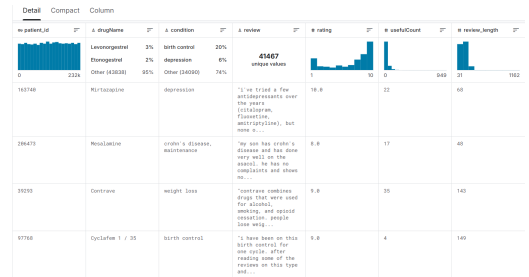 Detail Compact Column
patient_id drugName condition review rating usefulCount review_length
Levonorgestrel 3% birth control 20%
Etonogestrel 2% depression 6%
Other (43838) 95% Other (34090) 74%
41467
unique values
0 232k 1 10 0 949 31 1162
163740 Mirtazapine depression "i've tried a few 10.0 22 68
antidepressants over
the years
(citalopram,
fluoxetine,
amitriptyline), but
none o...
206473 Mesalamine crohn's disease, "my son has crohn's 8.0 17 48
maintenance disease and has done
very well on the
asacol. he has no
complaints and shows
no...
39293 Contrave weight loss "contrave combines 9.0 35 143
drugs that were used
for alcohol,
smoking, and opioid
cessation. people
lose weig...
97768 Cyclafem 1 / 35 birth control "i have been on this 9.0 4 149
birth control for
one cycle. after
reading some of the
reviews on this type
and...